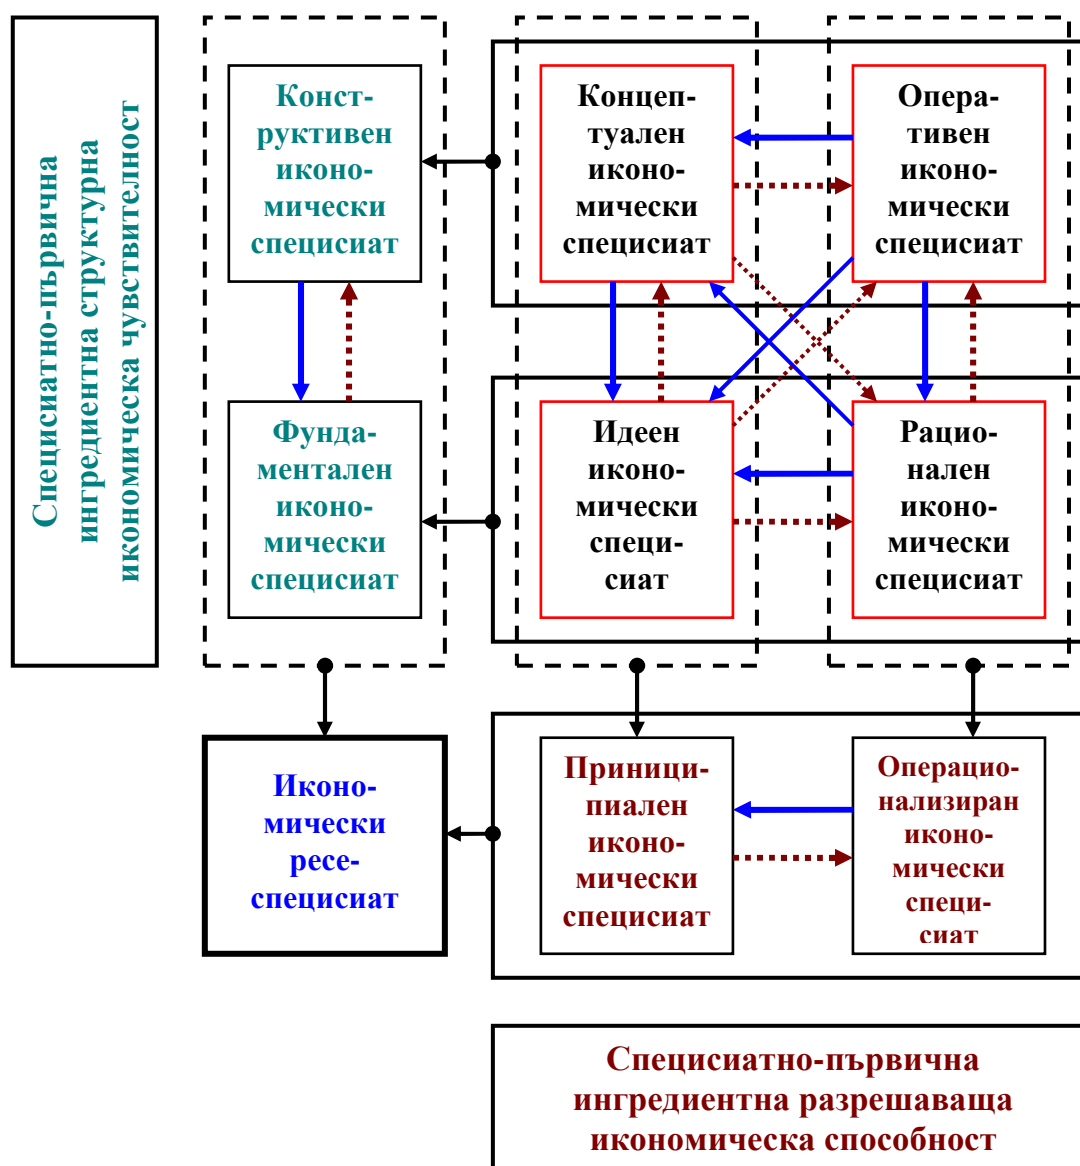 Специсиатно-първична
ингредиентна структурна
икономическа чувствителност
Конст-
руктивен
иконо-
мически
специсиат
Концеп-
туален
иконо-
мически
специсиат
Опера-
тивен
иконо-
мически
специсиат
Фунда-
ментален
иконо-
мически
специсиат
Идеен
иконо-
мически
специ-
сиат
Рацио-
нален
иконо-
мически
специсиат
Иконо-
мически
ресе-
специсиат
Приници-
пиален
иконо-
мически
специсиат
Операцио-
нализиран
иконо-
мически
специ-
сиат
Специсиатно-първична
ингредиентна разрешаваща
икономическа способност